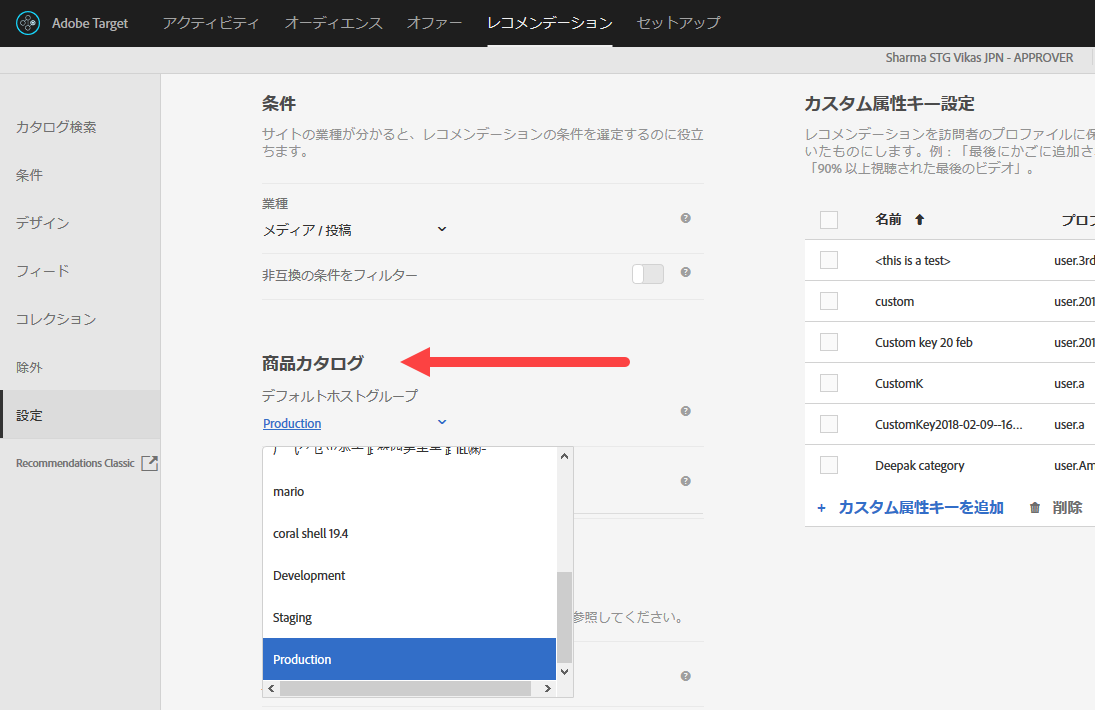 Adobe Target
アクティビティ
オーディエンス
オファー
レコメンデーション
セットアップ
Sharma STG Vikas JPN - APPROVER
カタログ検索
条件
デザイン
フィード
コレクション
除外
設定
Recommendations Classic
条件
サイトの業種が分かると、レコメンデーションの条件を選定するのに役立
ちます。
業種
メディア / 投稿
非互換の条件をフィルター
商品カタログ
デフォルトホストグループ
Production
mario
coral shell 19.4
Development
Staging
Production
参照してください。
カスタム属性キー設定
レコメンデーションを訪問者のプロファイルに保
いたものにします。例：「最後にかごに追加さ
「90% 以上視聴された最後のビデオ」。
名前
プロフ
<this is a test>
user.3rd
custom
user.201
Custom key 20 feb
user.201
CustomK
user.a
CustomKey2018-02-09--16...
user.a
Deepak category
user.Am
+ カスタム属性キーを追加
削除